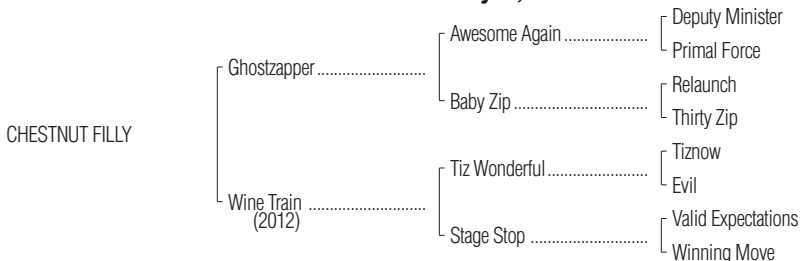 Deputy Minister
Awesome Again
Primal Force
Ghostzapper
Relaunch
Baby Zip
Thirty Zip
CHESTNUT FILLY
Tiznow
Tiz Wonderful
Evil
Wine Train
(2012)
Valid Expectations
Stage Stop
Winning Move